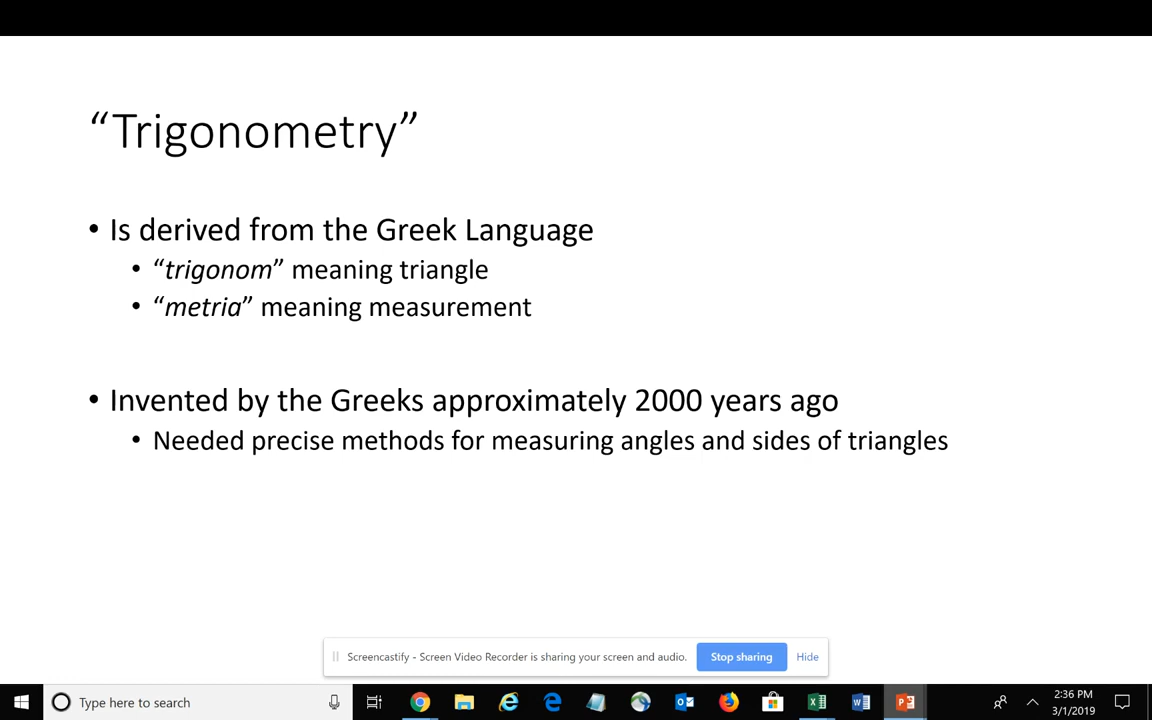 “Trigonometry”
• Is derived from the Greek Language
• “trigonom” meaning triangle
• “metria” meaning measurement
• Invented by the Greeks approximately 2000 years ago
• Needed precise methods for measuring angles and sides of triangles
Screencastify - Screen Video Recorder is sharing your screen and audio. Stop sharing Hide
Type here to search
2:36 PM
3/1/2019